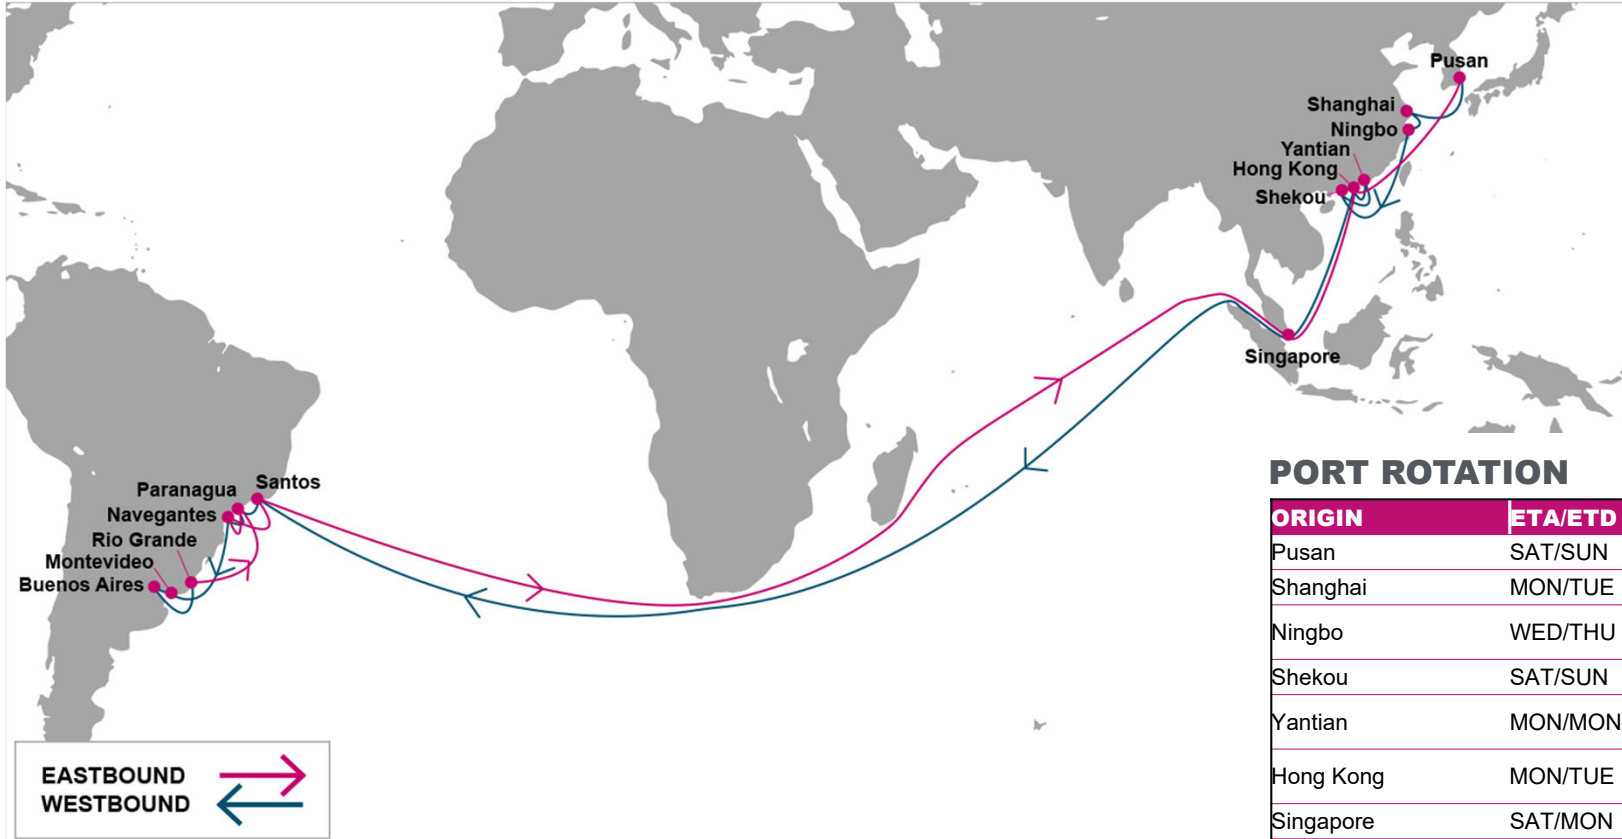 Pusan
Shanghai
Ningbo
Yantian
Hong Kong
Shekou
Singapore
Santos
Paranagua
Navegantes
Rio Grande
Montevideo
Buenos Aires
EASTBOUND
WESTBOUND
PORT ROTATION
ORIGIN ETA/ETD
Pusan SAT/SUN
Shanghai MON/TUE
Ningbo WED/THU
Shekou SAT/SUN
Yantian MON/MON
Hong Kong MON/TUE
Singapore SAT/MON